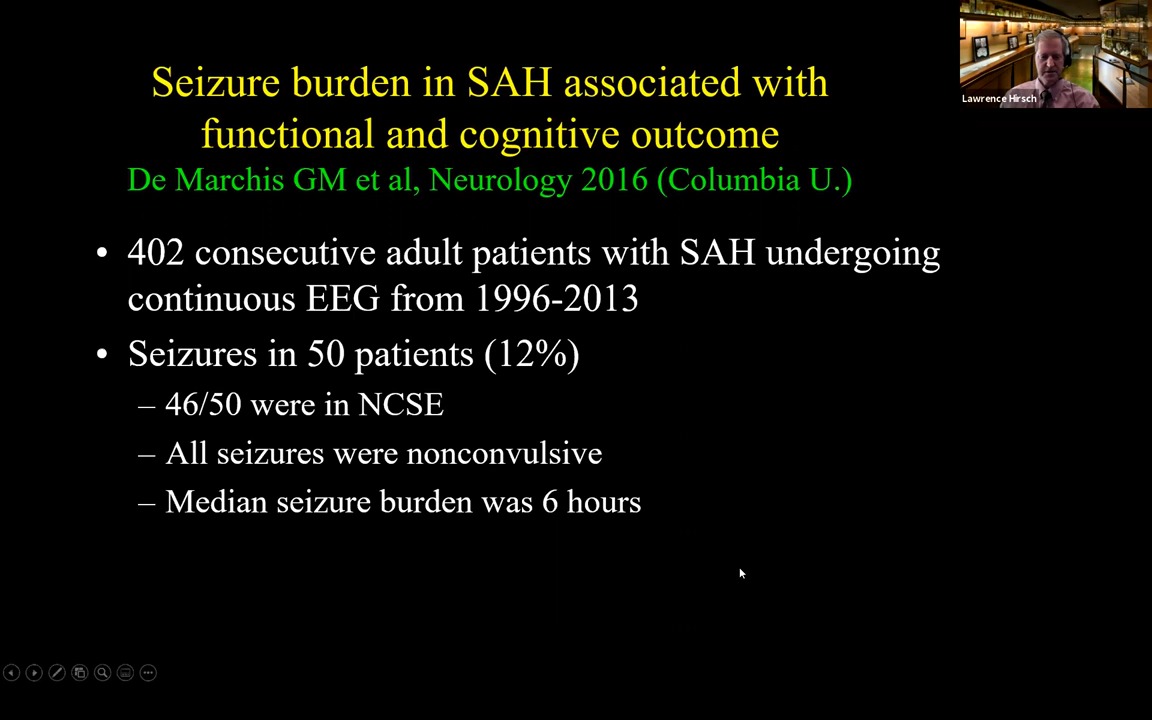 Seizure burden in SAH associated with
functional and cognitive outcome
De Marchis GM et al, Neurology 2016 (Columbia U.)
• 402 consecutive adult patients with SAH undergoing
continuous EEG from 1996-2013
• Seizures in 50 patients (12%)
– 46/50 were in NCSE
– All seizures were nonconvulsive
– Median seizure burden was 6 hours
Lawrence Hirsch